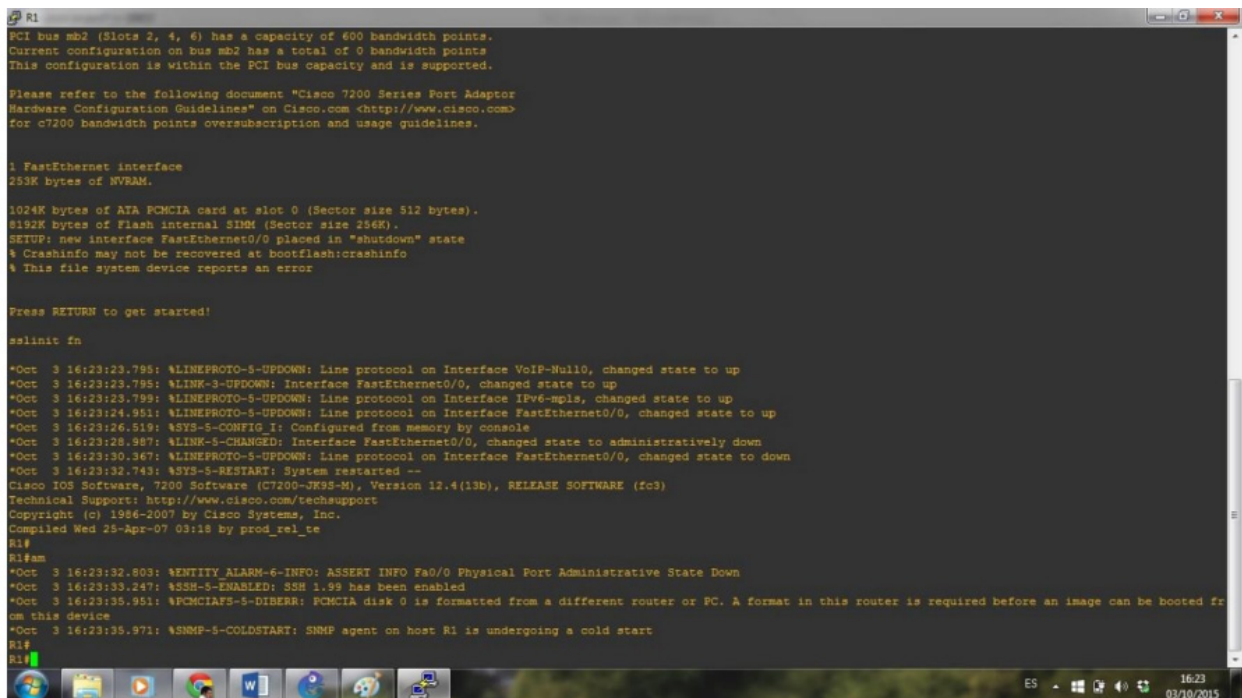 R1
PCI bus mb2 (Slots 2, 4, 6) has a capacity of 600 bandwidth points.
Current configuration on bus mb2 has a total of 0 bandwidth points
This configuration is within the PCI bus capacity and is supported.
Please refer to the following document "Cisco 7200 Series Port Adaptor
Hardware Configuration Guidelines" on Cisco.com <http://www.cisco.com>
for c7200 bandwidth points oversubscription and usage guidelines.
1 FastEthernet interface
253K bytes of NVRAM.
1024K bytes of ATA PCMCIA card at slot 0 (Sector size 512 bytes).
8192K bytes of Flash internal SIMM (Sector size 256K).
SETUP: new interface FastEthernet0/0 placed in "shutdown" state
% Crashinfo may not be recovered at bootflash:crashinfo
% This file system device reports an error
Press RETURN to get started!
sslinit fn
*Oct  3 16:23:23.795: %LINEPROTO-5-UPDOWN: Line protocol on Interface VoIP-Null0, changed state to up
*Oct  3 16:23:23.795: %LINK-3-UPDOWN: Interface FastEthernet0/0, changed state to up
*Oct  3 16:23:23.799: %LINEPROTO-5-UPDOWN: Line protocol on Interface IPv6-mpls, changed state to up
*Oct  3 16:23:24.951: %LINEPROTO-5-UPDOWN: Line protocol on Interface FastEthernet0/0, changed state to up
*Oct  3 16:23:26.519: %SYS-5-CONFIG_I: Configured from memory by console
*Oct  3 16:23:28.987: %LINK-5-CHANGED: Interface FastEthernet0/0, changed state to administratively down
*Oct  3 16:23:30.367: %LINEPROTO-5-UPDOWN: Line protocol on Interface FastEthernet0/0, changed state to down
*Oct  3 16:23:32.743: %SYS-5-RESTART: System restarted --
Cisco IOS Software, 7200 Software (C7200-JK9S-M), Version 12.4(13b), RELEASE SOFTWARE (fc3)
Technical Support: http://www.cisco.com/techsupport
Copyright (c) 1986-2007 by Cisco Systems, Inc.
Compiled Wed 25-Apr-07 03:18 by prod_rel_te
R1#
R1#am
*Oct  3 16:23:32.803: %ENTITY_ALARM-6-INFO: ASSERT INFO Fa0/0 Physical Port Administrative State Down
*Oct  3 16:23:33.247: %SSH-5-ENABLED: SSH 1.99 has been enabled
*Oct  3 16:23:35.951: %PCMCIAFS-5-DIBERR: PCMCIA disk 0 is formatted from a different router or PC. A format in this router is required before an image can be booted fr
om this device
*Oct  3 16:23:35.971: %SNMP-5-COLDSTART: SNMP agent on host R1 is undergoing a cold start
R1#
R1#
ES
16:23
03/10/2015